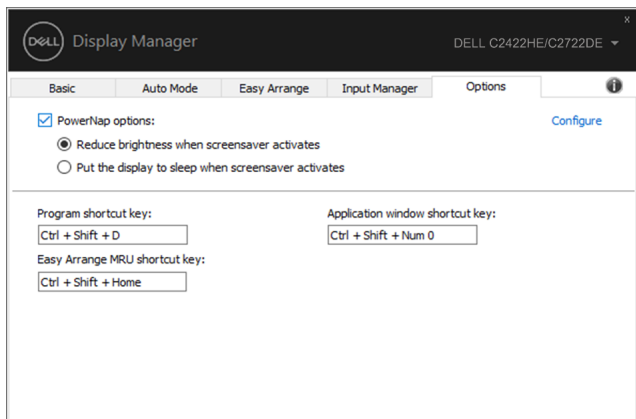 x
DELL Display Manager
DELL C2422HE/C2722DE
Basic Auto Mode Easy Arrange Input Manager Options
PowerNap options: Configure
Reduce brightness when screensaver activates
Put the display to sleep when screensaver activates
Program shortcut key: Application window shortcut key:
Ctrl + Shift + D Ctrl + Shift + Num 0
Easy Arrange MRU shortcut key:
Ctrl + Shift + Home